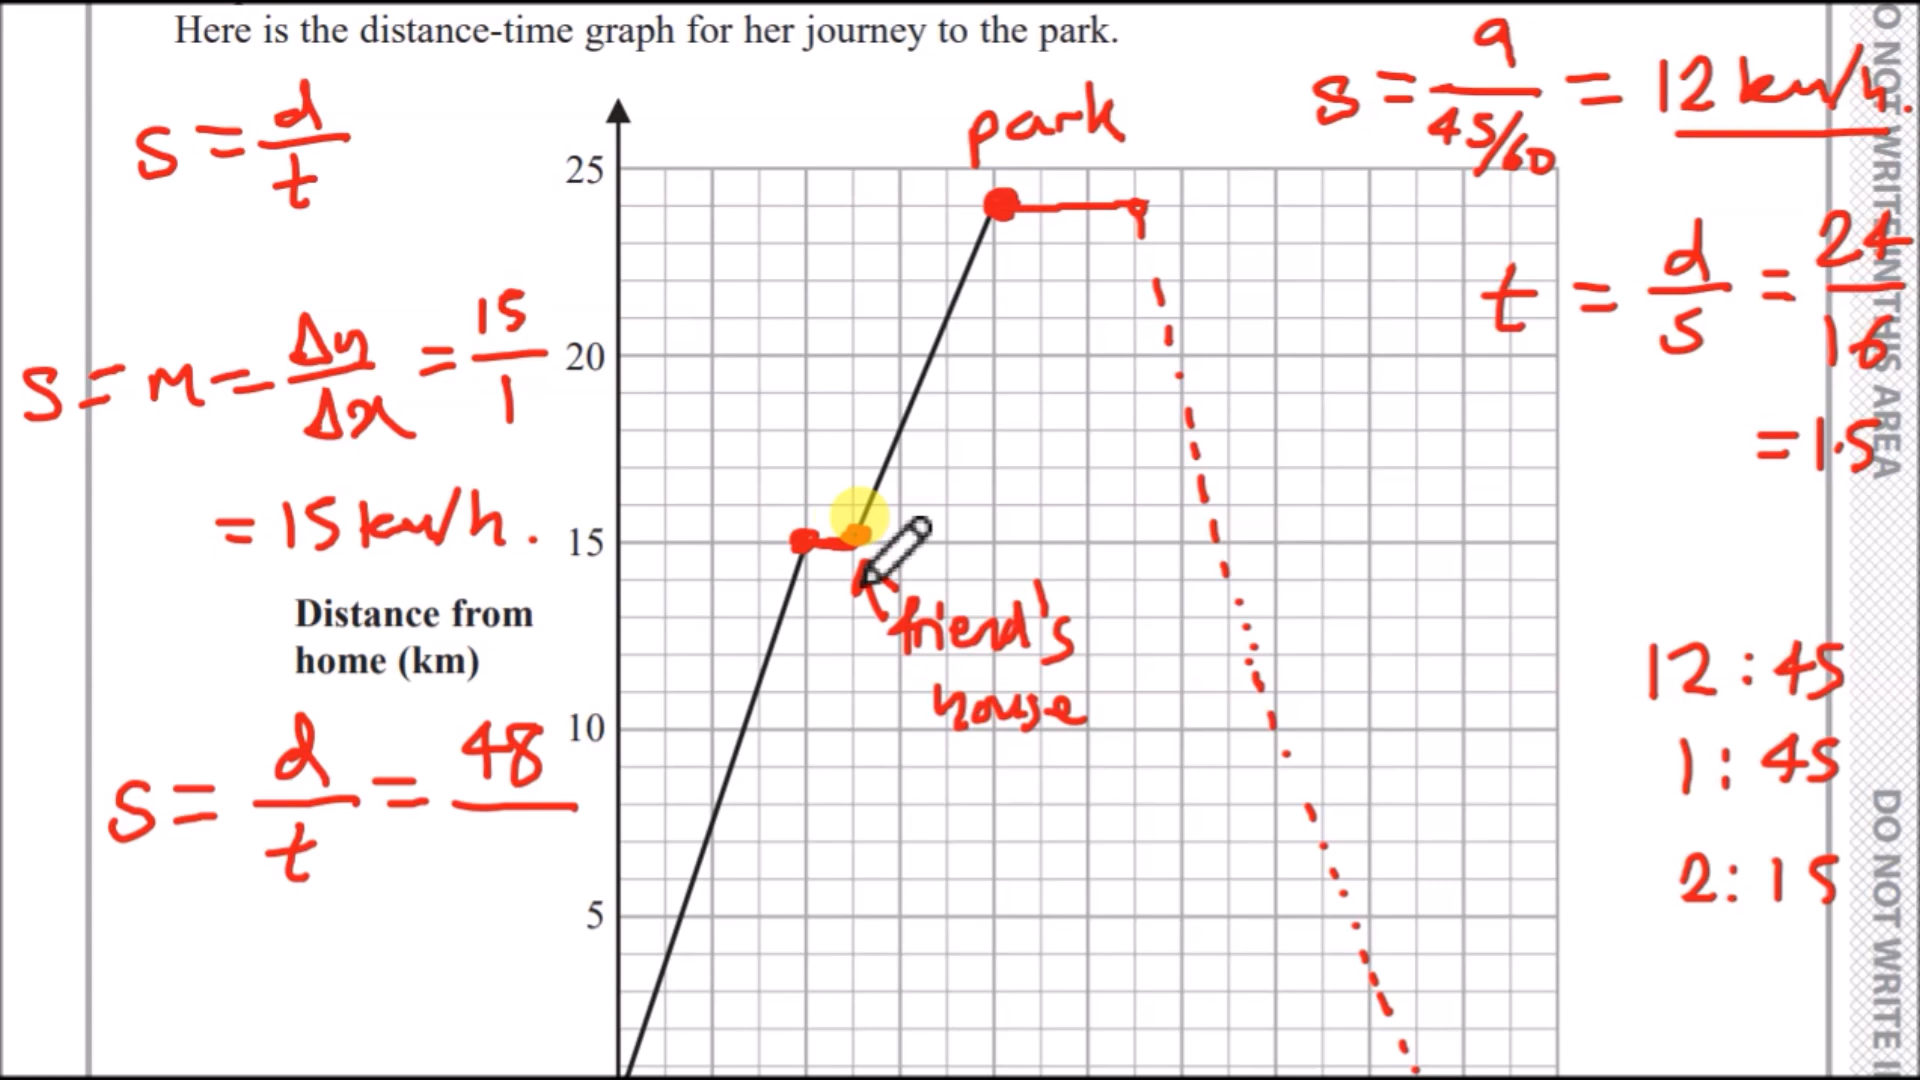 Here is the distance-time graph for her journey to the park.
s = d/t
park
s = 9/45/60 = 12 km/h.
t = d/s = 24/16
= 1.5
s = m = Δy/Δx = 15/1
= 15 km/h.
Distance from
home (km)
s = d/t = 48
25
20
15
10
5
friend's
house
12:45
1:45
2:15
DO NOT WRITE IN THIS AREA
DO NOT WRITE I